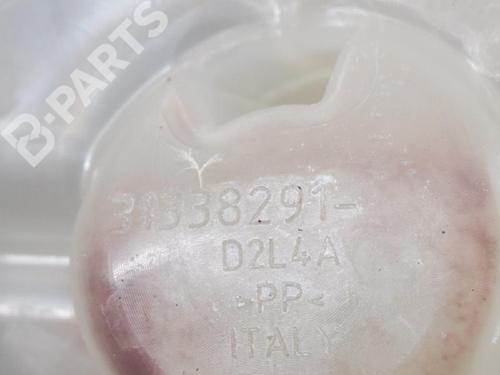 B-PARTS
31338291-
D2L4A
>PP<
ITALY